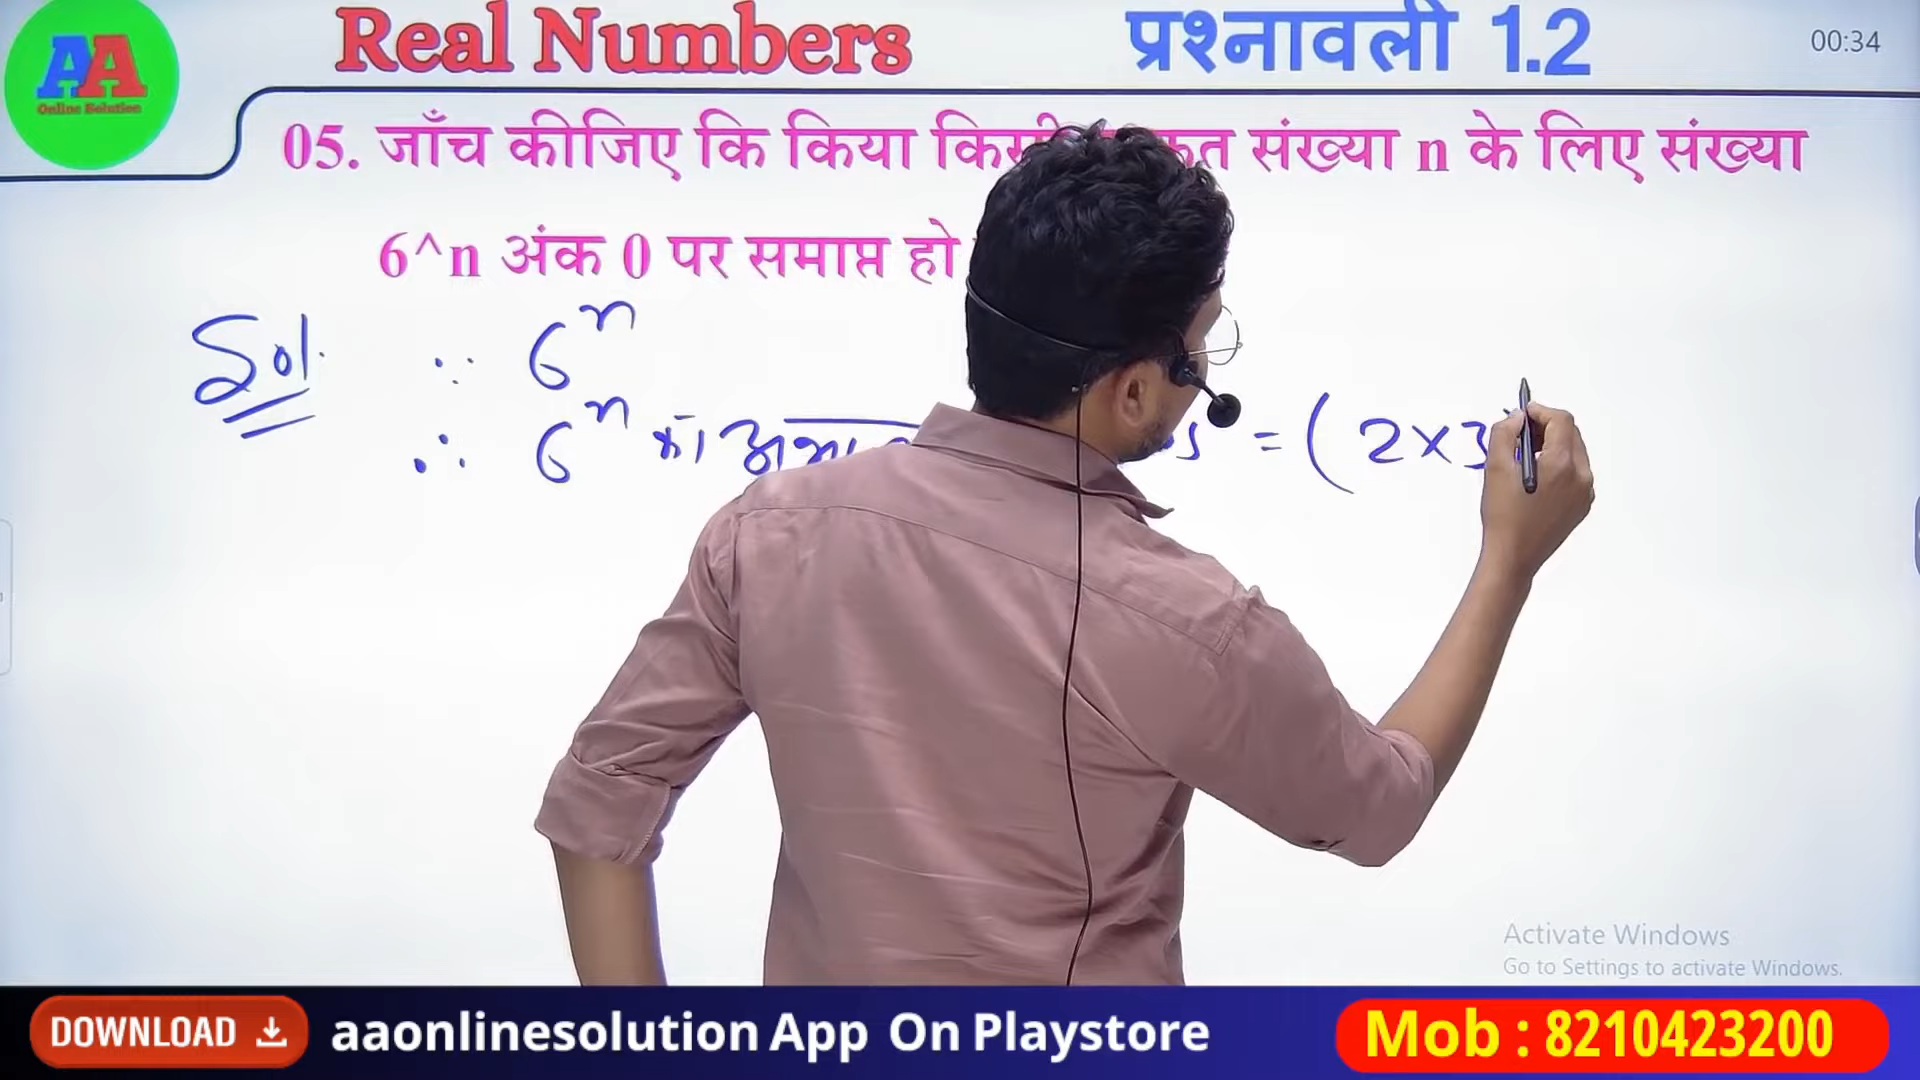 AA
Online Solution
Real Numbers
प्रश्नावली 1.2
00:34
05. जाँच कीजिए कि किया संख्या n के लिए संख्या
6^n अंक 0 पर समाप्त हो
Sol.
∵ 6ⁿ
∴ 6ⁿ का = ( 2×3
Activate Windows
Go to Settings to activate Windows.
DOWNLOAD
aaonlinesolution App On Playstore
Mob : 8210423200